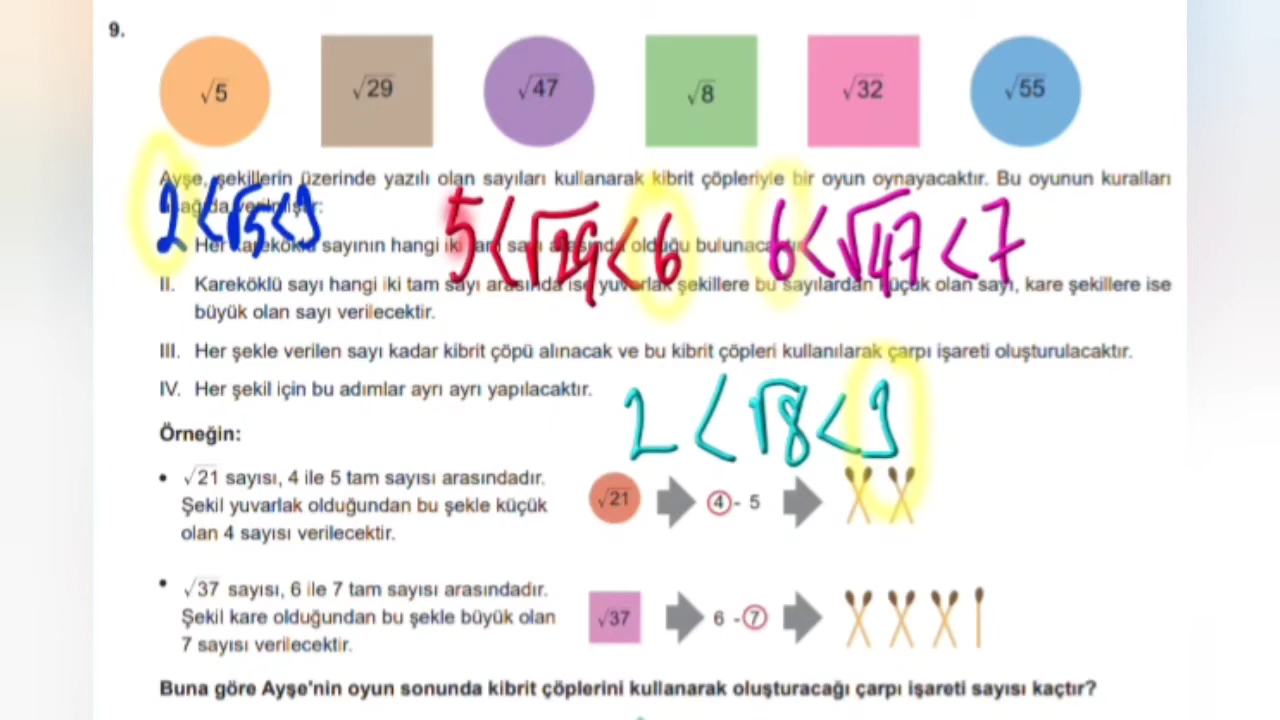 9.
√5 √29 √47 √8 √32 √55
Ayşe, şekillerin üzerinde yazılı olan sayıları kullanarak kibrit çöpleriyle bir oyun oynayacaktır. Bu oyunun kuralları
aşağıda verilmiştir:
2 < √5 < 3
5 < √29 < 6
6 < √47 < 7
Her kareköklü sayının hangi iki tam sayı arasında olduğu bulunacaktır.
II. Kareköklü sayı hangi iki tam sayı arasında ise yuvarlak şekillere bu sayılardan küçük olan sayı, kare şekillere ise
büyük olan sayı verilecektir.
III. Her şekle verilen sayı kadar kibrit çöpü alınacak ve bu kibrit çöpleri kullanılarak çarpı işareti oluşturulacaktır.
IV. Her şekil için bu adımlar ayrı ayrı yapılacaktır.
2 < √8 < 3
Örneğin:
• √21 sayısı, 4 ile 5 tam sayısı arasındadır.
Şekil yuvarlak olduğundan bu şekle küçük
olan 4 sayısı verilecektir.
√21 4 - 5
• √37 sayısı, 6 ile 7 tam sayısı arasındadır.
Şekil kare olduğundan bu şekle büyük olan
7 sayısı verilecektir.
√37 6 - 7
Buna göre Ayşe'nin oyun sonunda kibrit çöplerini kullanarak oluşturacağı çarpı işareti sayısı kaçtır?